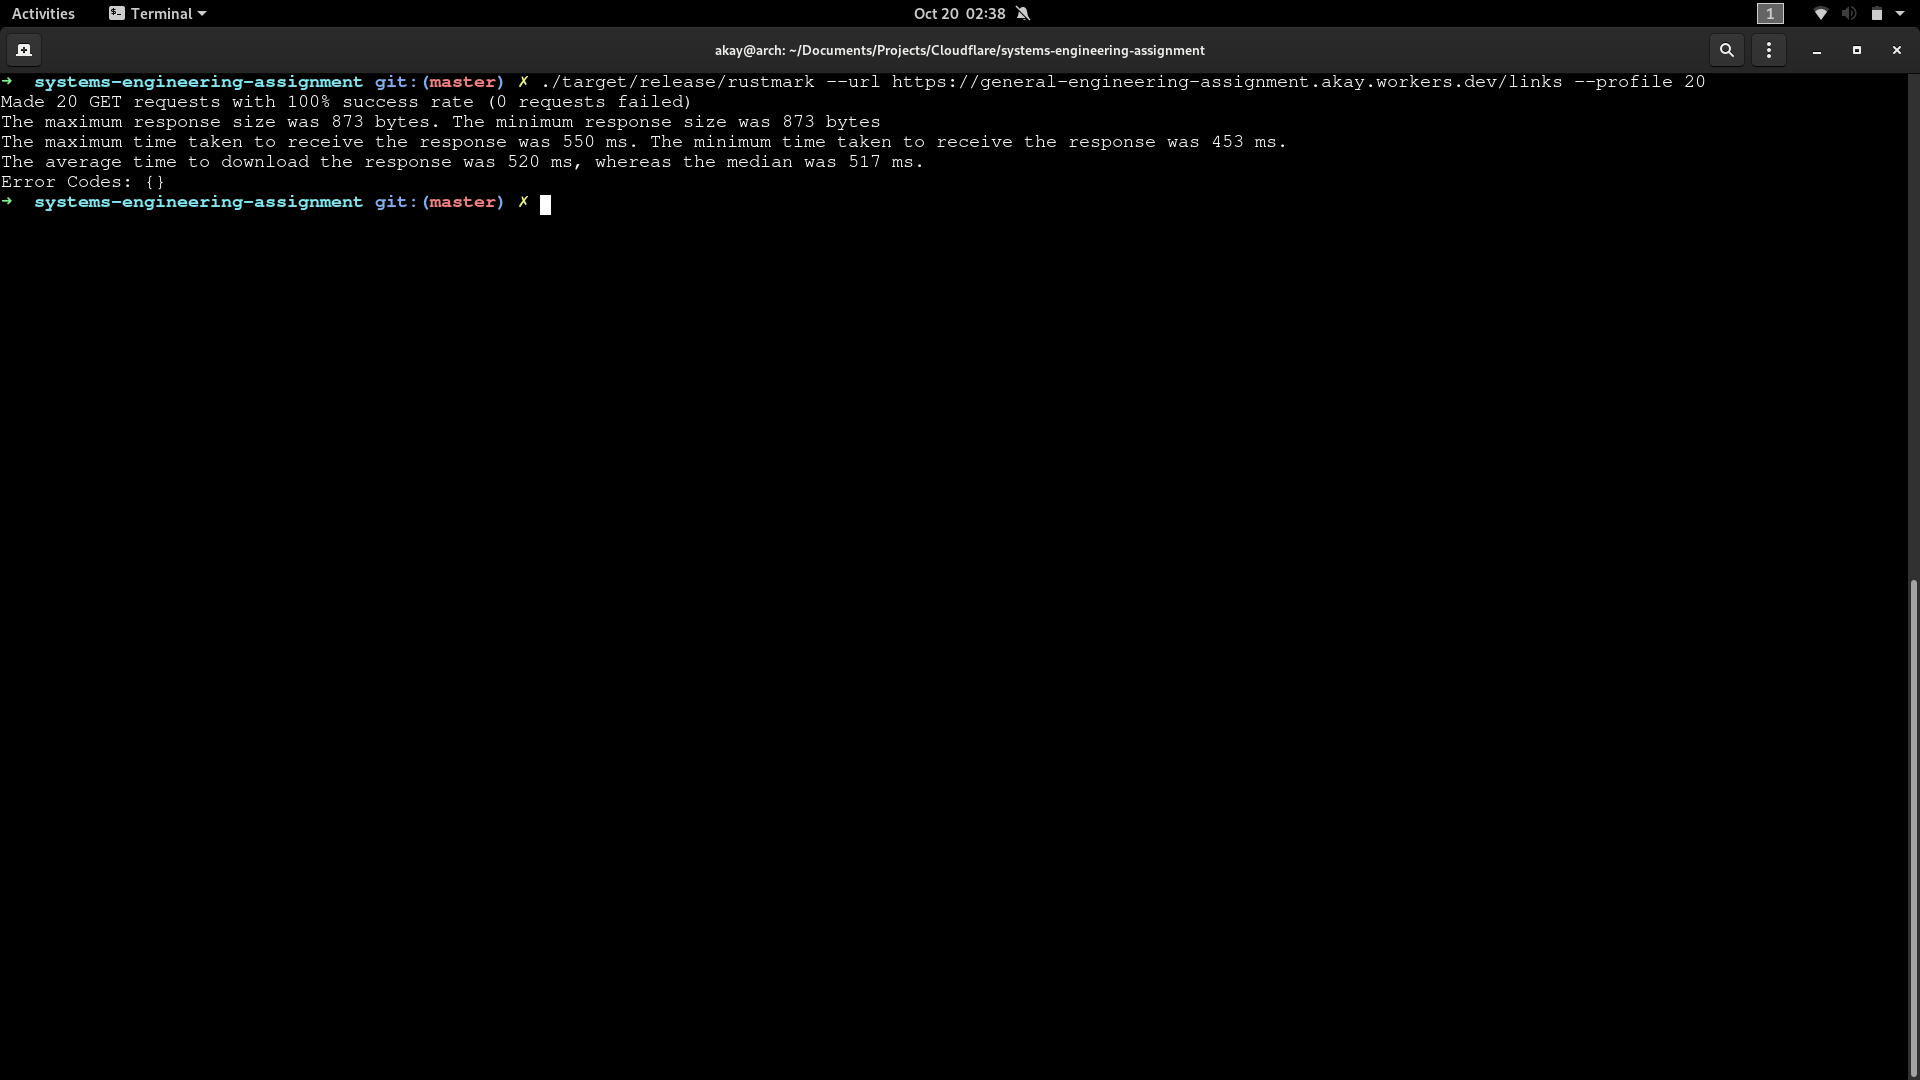 Activities
Terminal
Oct 20 02:38
1
akay@arch: ~/Documents/Projects/Cloudflare/systems-engineering-assignment
➜ systems-engineering-assignment git:(master) ✗ ./target/release/rustmark --url https://general-engineering-assignment.akay.workers.dev/links --profile 20
Made 20 GET requests with 100% success rate (0 requests failed)
The maximum response size was 873 bytes. The minimum response size was 873 bytes
The maximum time taken to receive the response was 550 ms. The minimum time taken to receive the response was 453 ms.
The average time to download the response was 520 ms, whereas the median was 517 ms.
Error Codes: {}
➜ systems-engineering-assignment git:(master) ✗